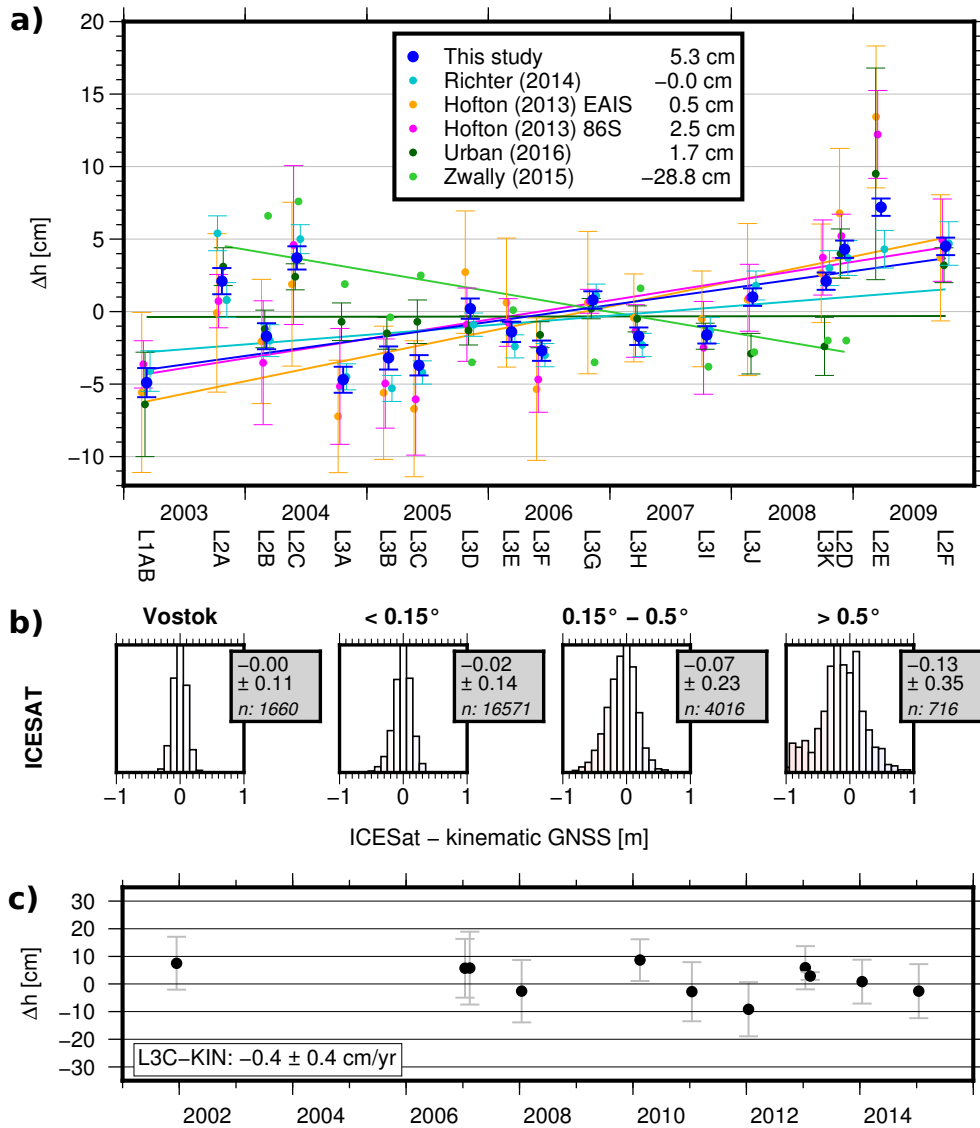 a)
20
15
10
5
0
−5
−10
Δh [cm]
This study 5.3 cm
Richter (2014) −0.0 cm
Hofton (2013) EAIS 0.5 cm
Hofton (2013) 86S 2.5 cm
Urban (2016) 1.7 cm
Zwally (2015) −28.8 cm
2003 2004 2005 2006 2007 2008 2009
L1AB L2A L2B L2C L3A L3B L3C L3D L3E L3F L3G L3H L3I L3J L3K L2D L2E L2F
b)
Vostok < 0.15° 0.15° − 0.5° > 0.5°
ICESAT
−0.00 −0.02 −0.07 −0.13
± 0.11 ± 0.14 ± 0.23 ± 0.35
n: 1660 n: 16571 n: 4016 n: 716
−1 0 1 −1 0 1 −1 0 1 −1 0 1
ICESat − kinematic GNSS [m]
c)
30
20
10
0
−10
−20
−30
Δh [cm]
L3C−KIN: −0.4 ± 0.4 cm/yr
2002 2004 2006 2008 2010 2012 2014